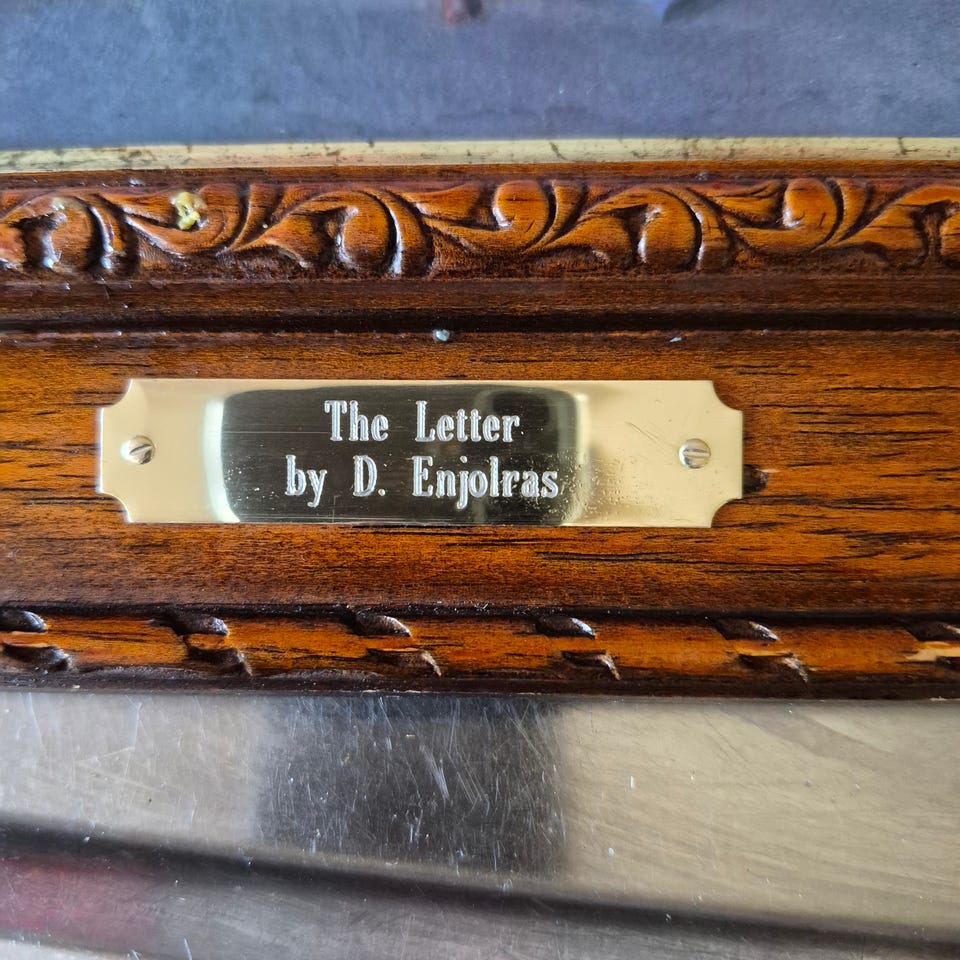 The Letter
by D. Enjolras